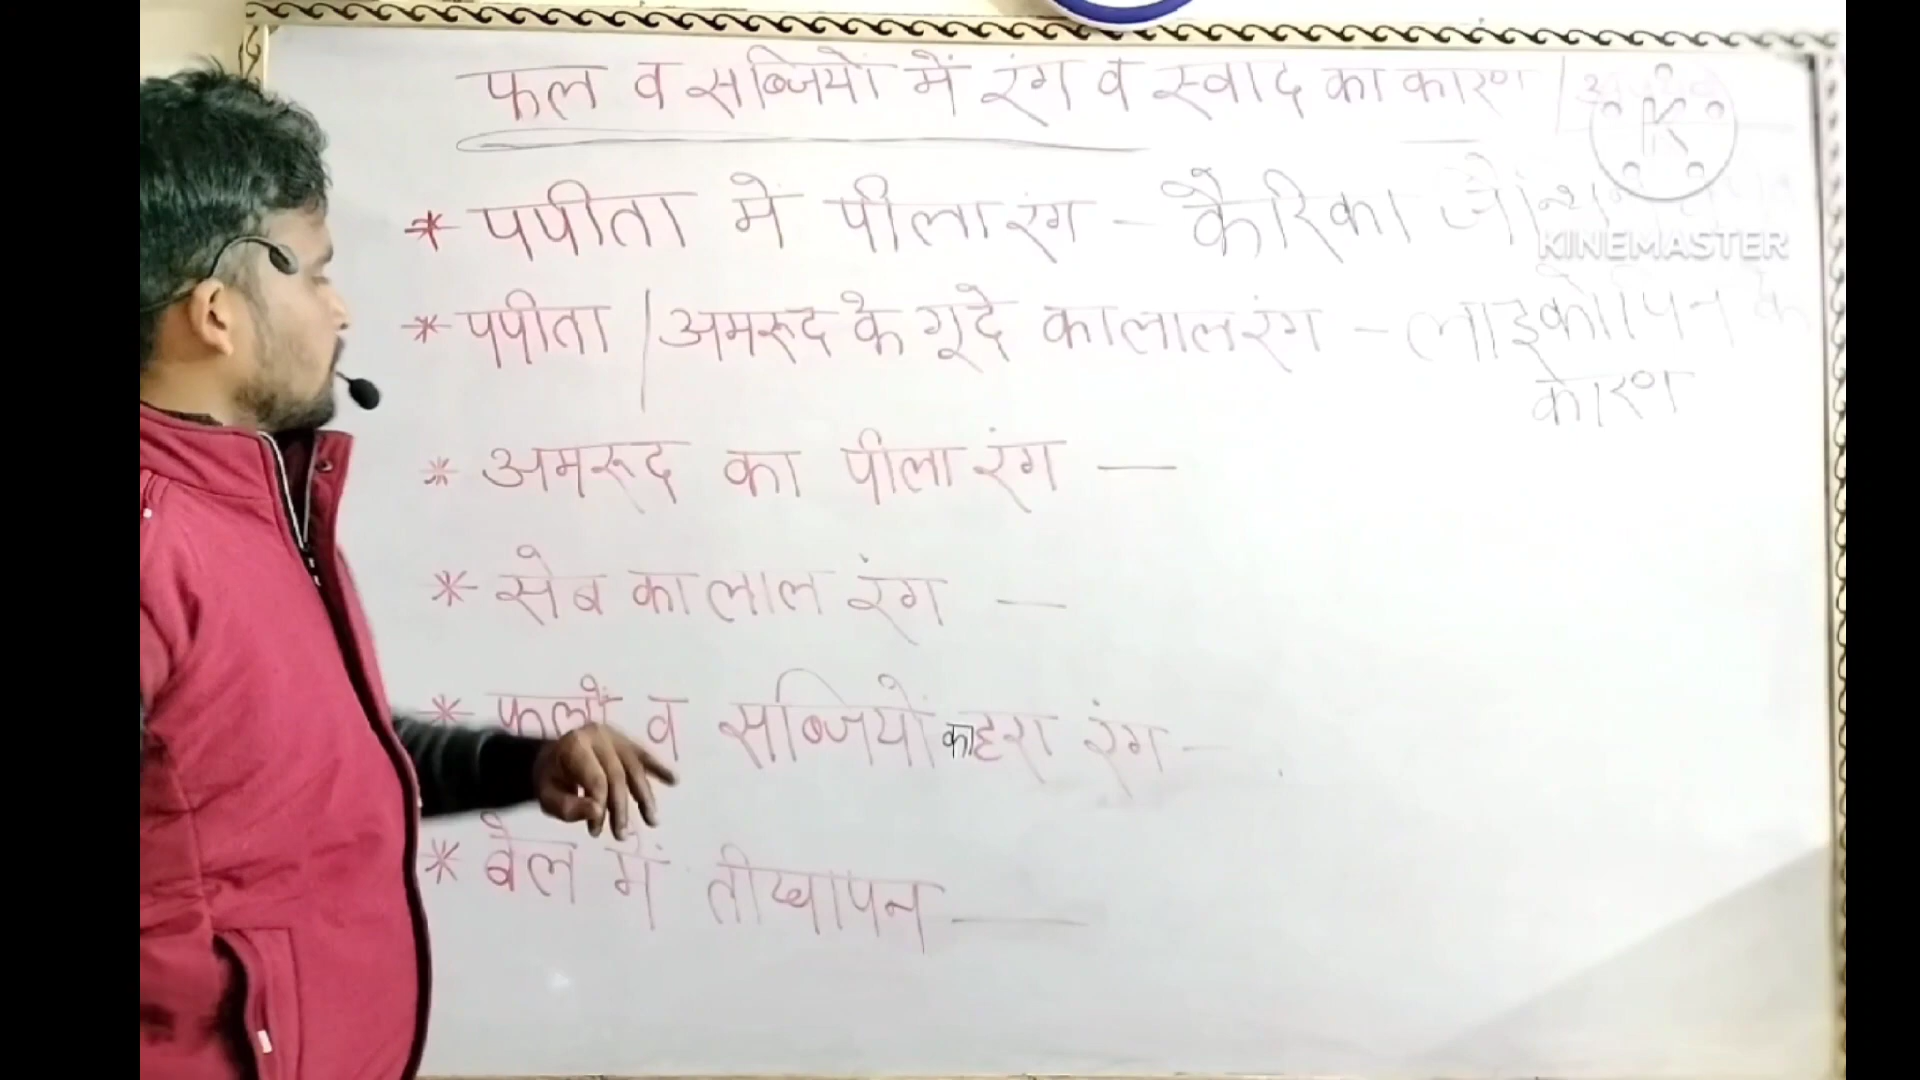 फल व सब्जियों में रंग व स्वाद का कारण /
* पपीता में पीला रंग - कैरिका
KINEMASTER
* पपीता / अमरूद के गूदे का लाल रंग - लाइकोपिन के
कारण
* अमरूद का पीला रंग —
* सेब का लाल रंग —
* फलों व सब्जियों का हरा रंग -
* बेल में तीखापन —